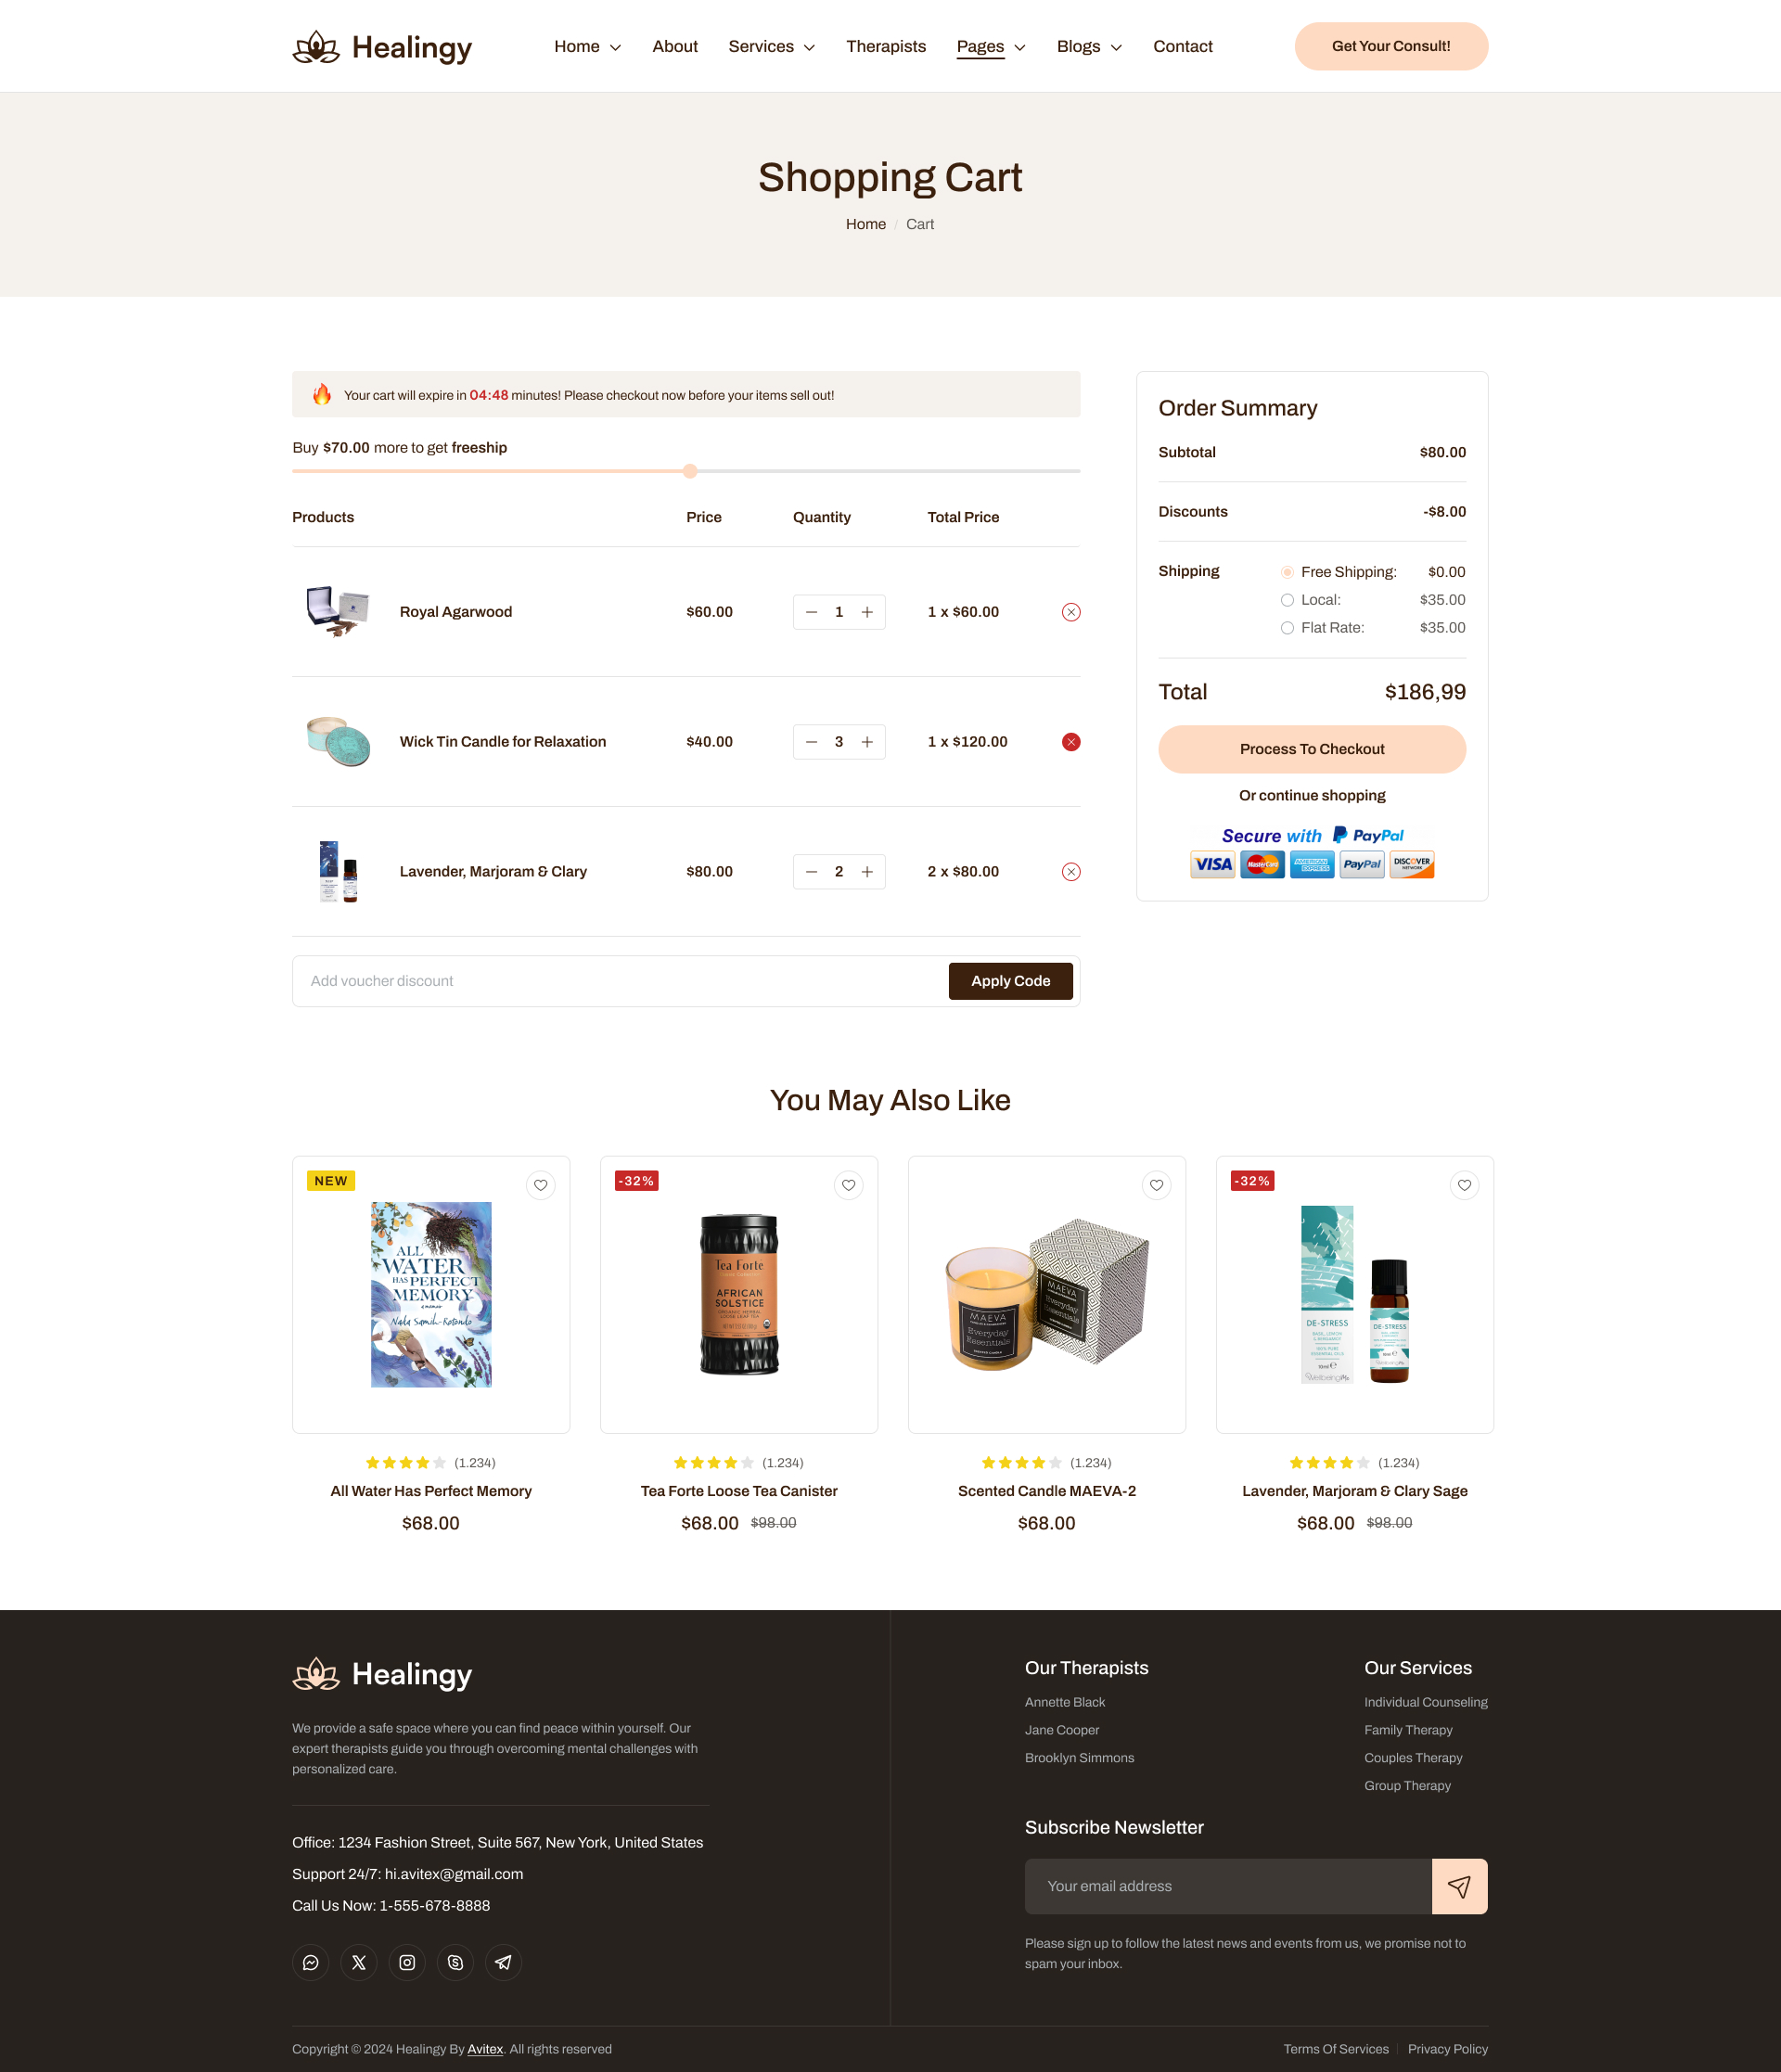 Healingy
Home About Services Therapists Pages Blogs Contact
Get Your Consult!
Shopping Cart
Home / Cart
Your cart will expire in 04:48 minutes! Please checkout now before your items sell out!
Buy $70.00 more to get freeship
Products Price Quantity Total Price
Royal Agarwood $60.00 1 1 x $60.00
Wick Tin Candle for Relaxation $40.00 3 1 x $120.00
Lavender, Marjoram & Clary $80.00 2 2 x $80.00
Add voucher discount Apply Code
Order Summary
Subtotal $80.00
Discounts -$8.00
Shipping Free Shipping: $0.00
Local: $35.00
Flat Rate: $35.00
Total $186,99
Process To Checkout
Or continue shopping
Secure with PayPal
VISA MasterCard AMERICAN EXPRESS PayPal DISCOVER NETWORK
You May Also Like
NEW
ALL
WATER
HAS PERFECT
MEMORY
a memoir
(1.234)
All Water Has Perfect Memory
$68.00
-32%
Tea Forte
AFRICAN
SOLSTICE
(1.234)
Tea Forte Loose Tea Canister
$68.00 $98.00
MAEVA
Everyday
Essentials
MAEVA
Everyday
Essentials
(1.234)
Scented Candle MAEVA-2
$68.00
-32%
DE-STRESS
DE-STRESS
(1.234)
Lavender, Marjoram & Clary Sage
$68.00 $98.00
Healingy
We provide a safe space where you can find peace within yourself. Our
expert therapists guide you through overcoming mental challenges with
personalized care.
Office: 1234 Fashion Street, Suite 567, New York, United States
Support 24/7: hi.avitex@gmail.com
Call Us Now: 1-555-678-8888
Our Therapists
Annette Black
Jane Cooper
Brooklyn Simmons
Our Services
Individual Counseling
Family Therapy
Couples Therapy
Group Therapy
Subscribe Newsletter
Your email address
Please sign up to follow the latest news and events from us, we promise not to
spam your inbox.
Copyright © 2024 Healingy By Avitex. All rights reserved
Terms Of Services Privacy Policy